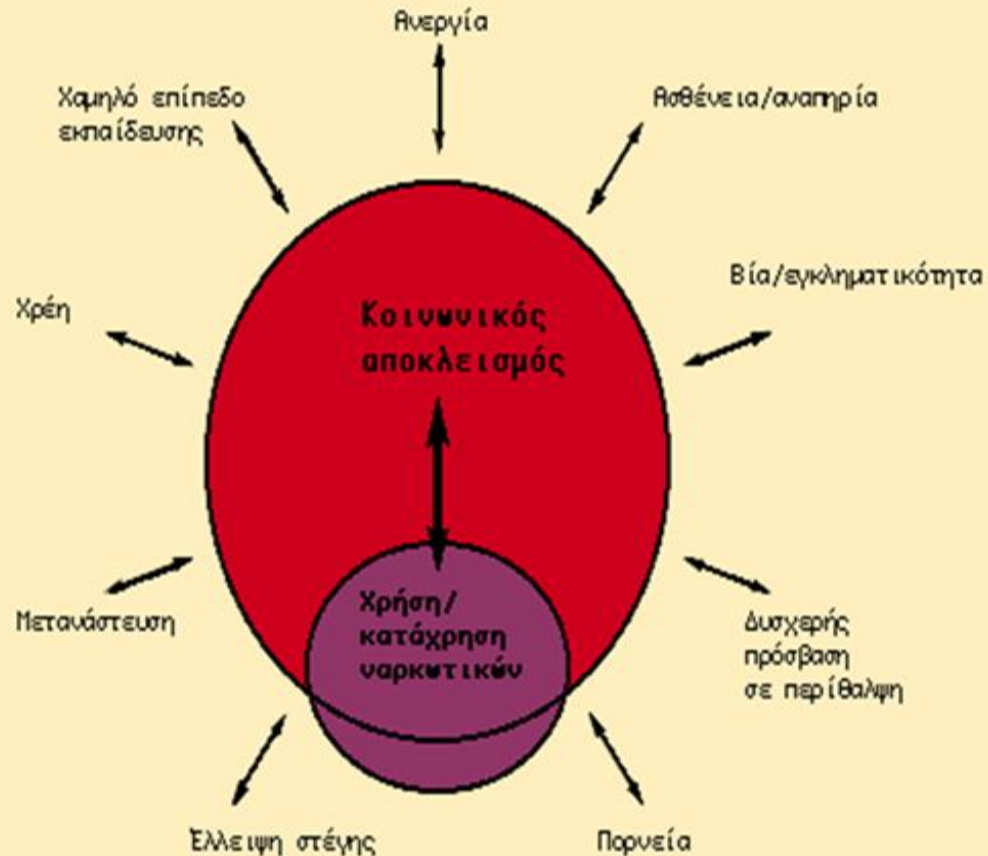 Ανεργία
Χαμηλό επίπεδο
εκπαίδευσης
Ασθένεια/αναπηρία
Χρέη
Βία/εγκληματικότητα
Κοινωνικός
αποκλεισμός
Χρήση/
κατάχρηση
ναρκωτικών
Μετανάστευση
Δυσχερής
πρόσβαση
σε περίθαλψη
Έλλειψη στέγης
Πορνεία